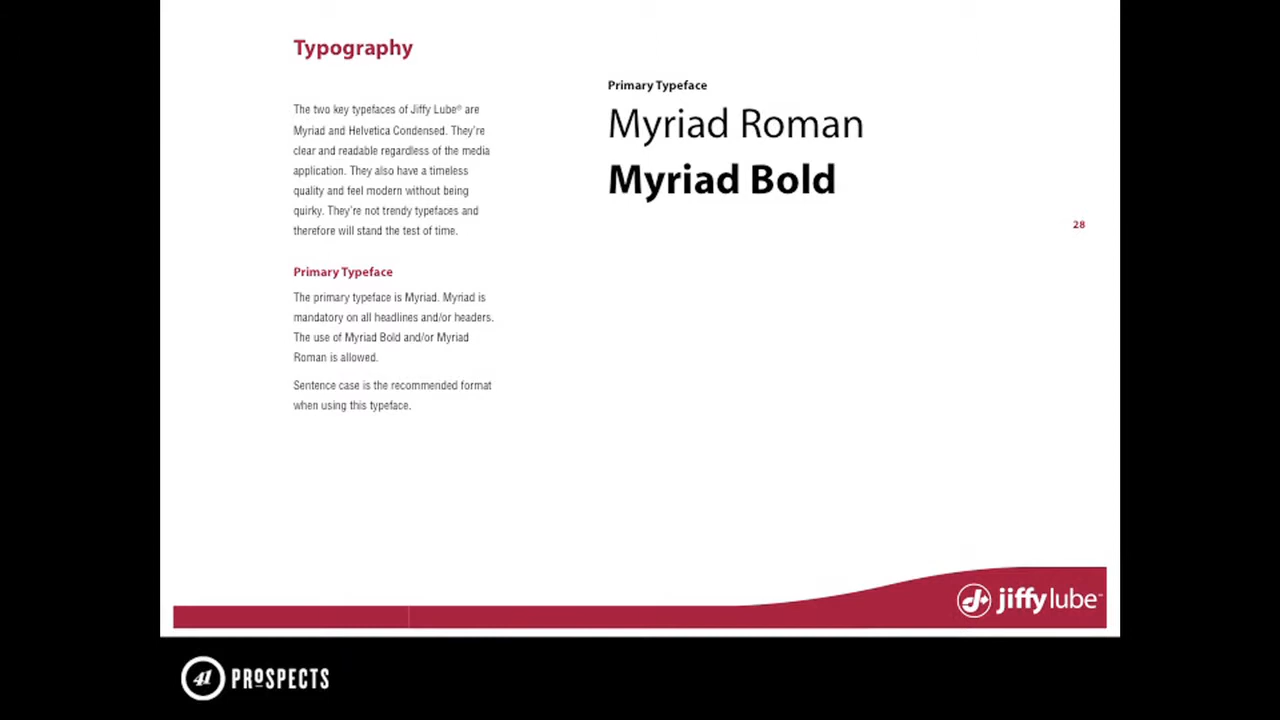 Typography
The two key typefaces of Jiffy Lube® are
Myriad and Helvetica Condensed. They're
clear and readable regardless of the media
application. They also have a timeless
quality and feel modern without being
quirky. They're not trendy typefaces and
therefore will stand the test of time.
Primary Typeface
The primary typeface is Myriad. Myriad is
mandatory on all headlines and/or headers.
The use of Myriad Bold and/or Myriad
Roman is allowed.
Sentence case is the recommended format
when using this typeface.
Primary Typeface
Myriad Roman
Myriad Bold
28
jiffy lube™
41 PROSPECTS